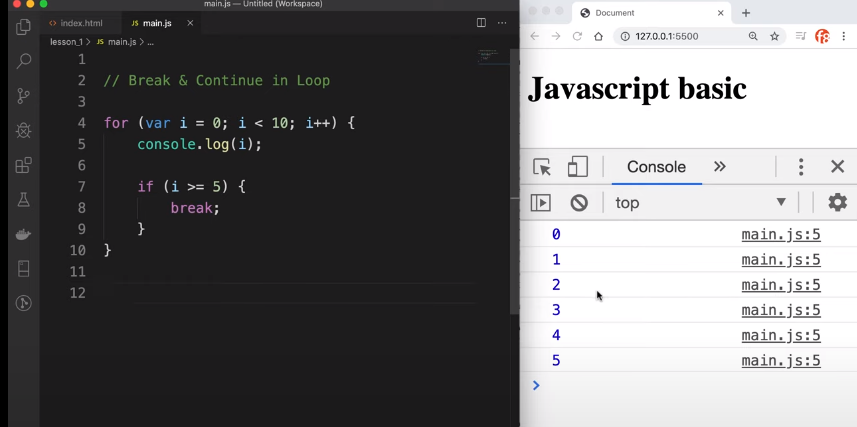 main.js — Untitled (Workspace)
index.html
JS main.js
lesson_1 > JS main.js > ...
1
2 // Break & Continue in Loop
3
4 for (var i = 0; i < 10; i++) {
5 console.log(i);
6
7 if (i >= 5) {
8 break;
9 }
10 }
11
12
Document
127.0.0.1:5500
Javascript basic
Console
top
0 main.js:5
1 main.js:5
2 main.js:5
3 main.js:5
4 main.js:5
5 main.js:5